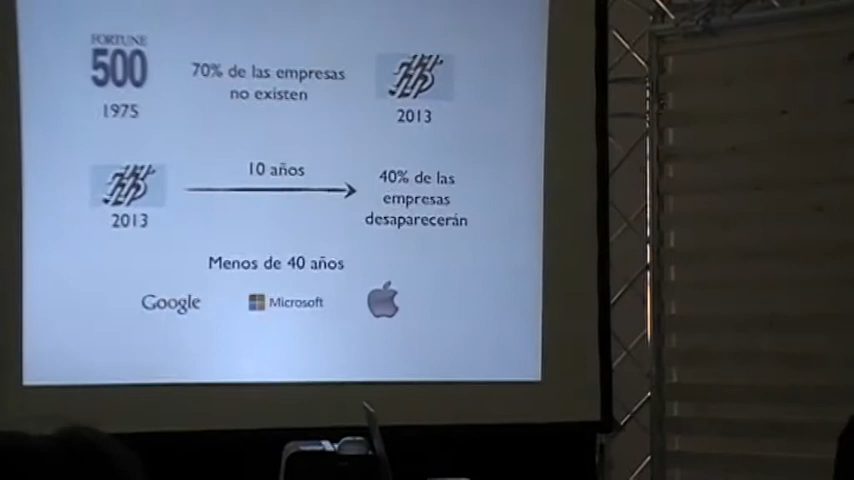 FORTUNE
500
1975
70% de las empresas
no existen
2013
2013
10 años
40% de las
empresas
desaparecerán
Menos de 40 años
Google
Microsoft